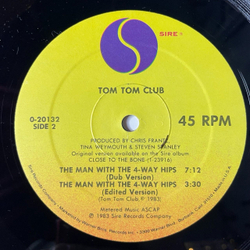 SIRE
TOM TOM CLUB
0-20132
SIDE 2
45 RPM
PRODUCED BY CHRIS FRANTZ,
TINA WEYMOUTH & STEVEN STANLEY
Original version available on the Sire album
CLOSE TO THE BONE (1-23916)
THE MAN WITH THE 4-WAY HIPS 7:12
(Dub Version)
THE MAN WITH THE 4-WAY HIPS 3:30
(Edited Version)
(Tom Tom Club ℗ 1983)
Metered Music ASCAP
© 1983 Sire Records Company